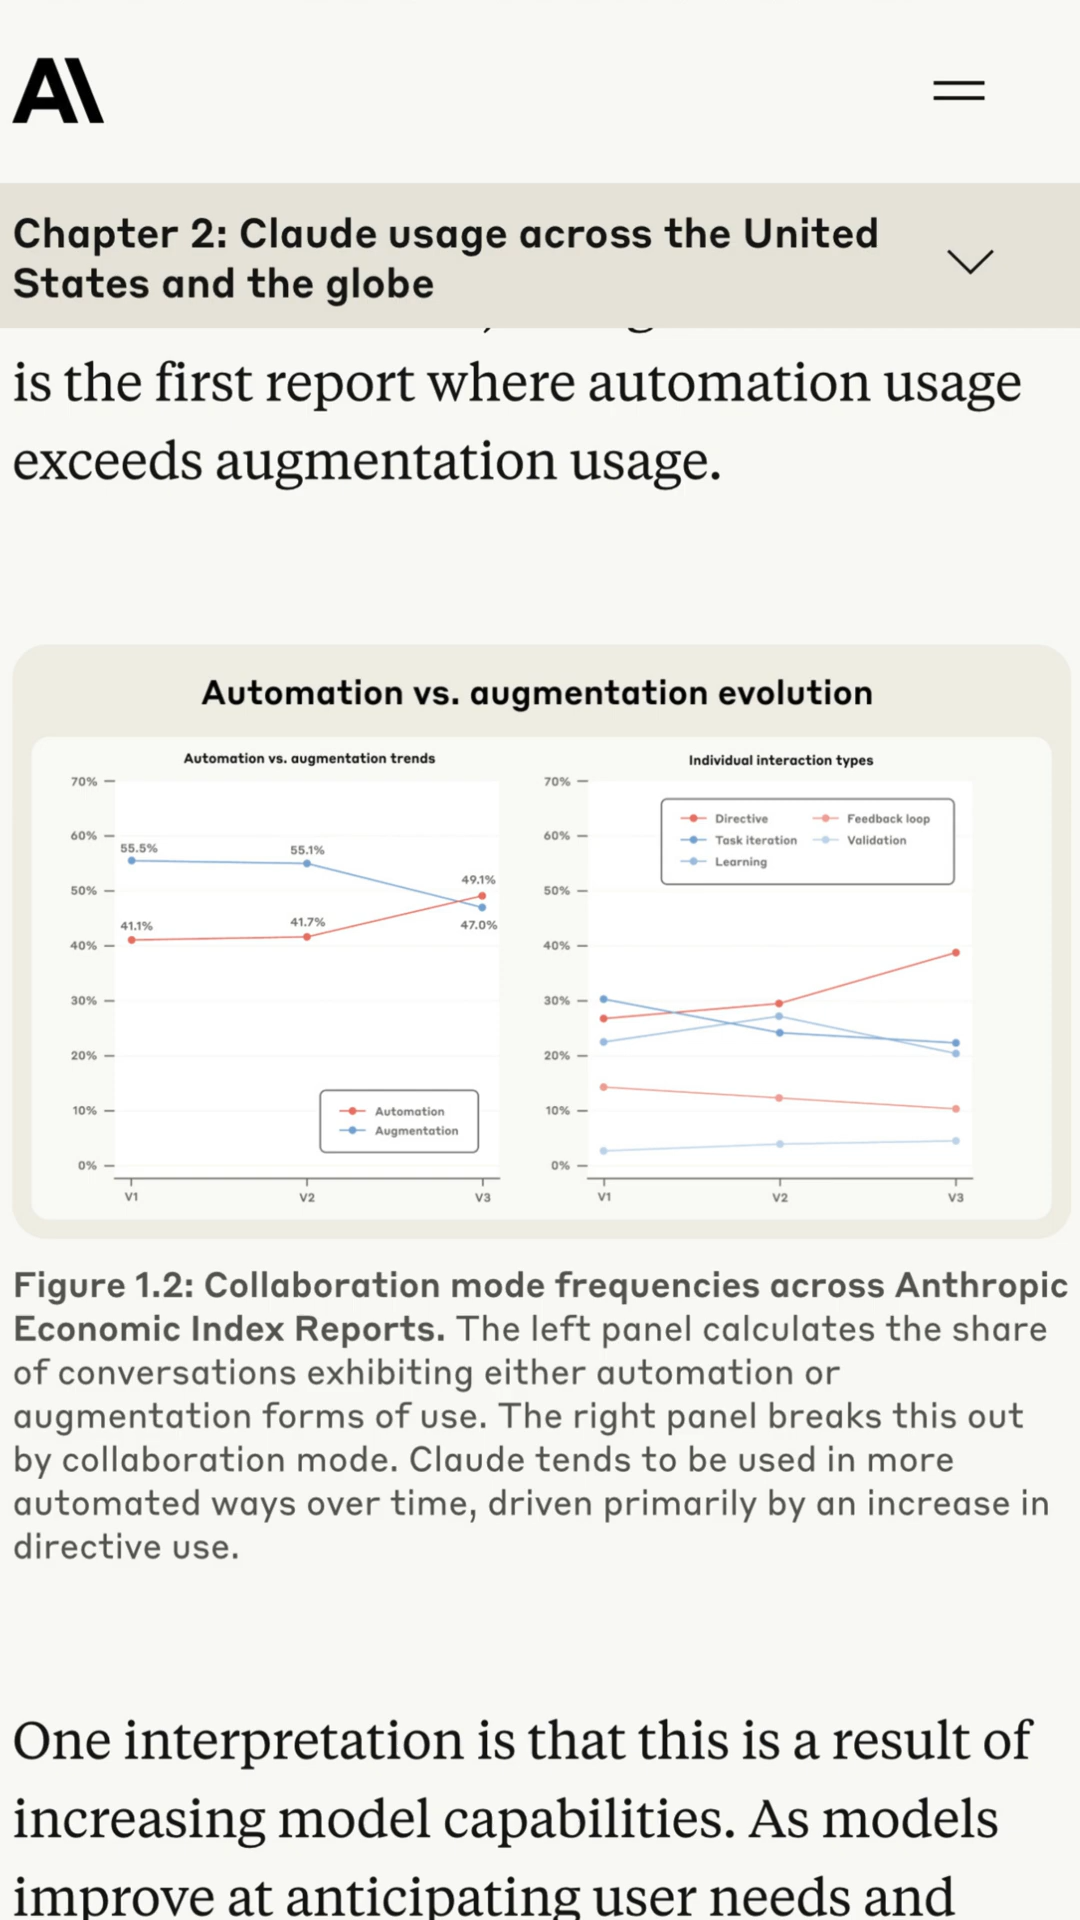 Chapter 2: Claude usage across the United
States and the globe
is the first report where automation usage
exceeds augmentation usage.
Automation vs. augmentation evolution
Automation vs. augmentation trends
70%
60%
50%
40%
30%
20%
10%
0%
55.5%
55.1%
49.1%
41.1%
41.7%
47.0%
Automation
Augmentation
V1
V2
V3
Individual interaction types
70%
60%
50%
40%
30%
20%
10%
0%
Directive
Feedback loop
Task iteration
Validation
Learning
V1
V2
V3
Figure 1.2: Collaboration mode frequencies across Anthropic
Economic Index Reports. The left panel calculates the share
of conversations exhibiting either automation or
augmentation forms of use. The right panel breaks this out
by collaboration mode. Claude tends to be used in more
automated ways over time, driven primarily by an increase in
directive use.
One interpretation is that this is a result of
increasing model capabilities. As models
improve at anticipating user needs and